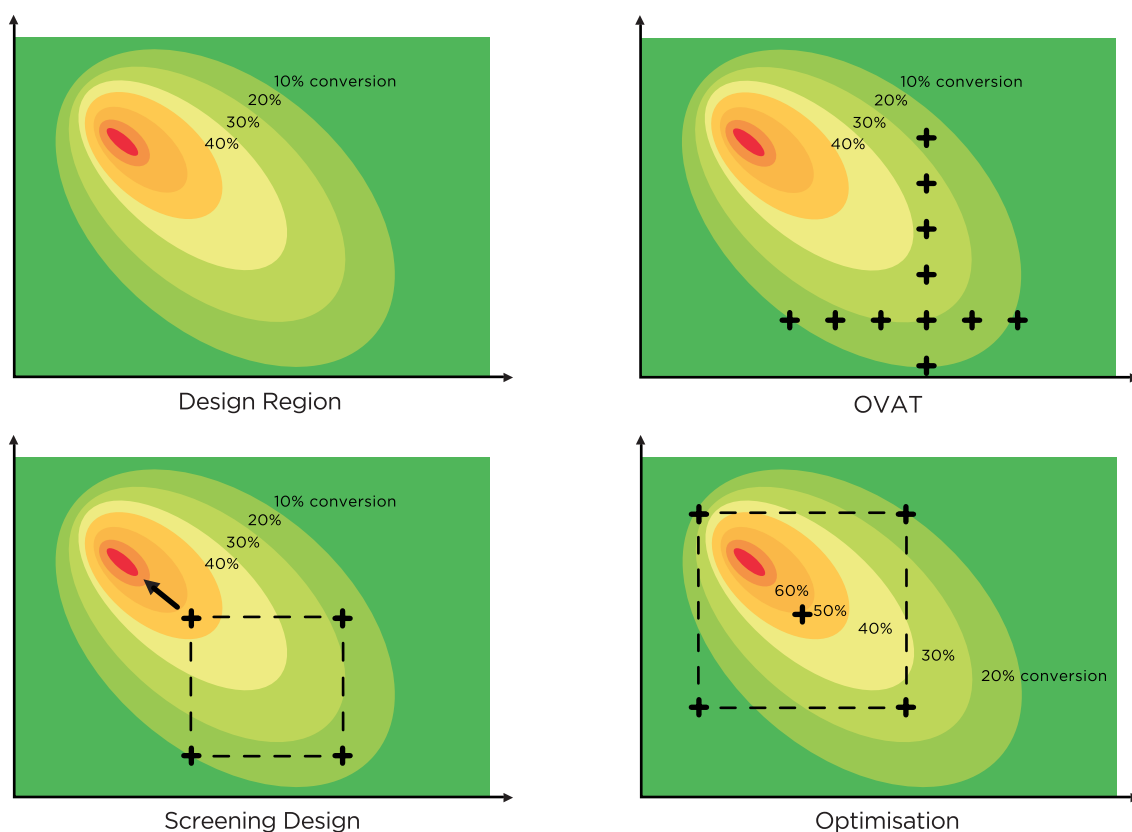 10% conversion
20%
30%
40%
Design Region
10% conversion
20%
30%
40%
OVAT
10% conversion
20%
30%
40%
Screening Design
60%
50%
40%
30%
20% conversion
Optimisation